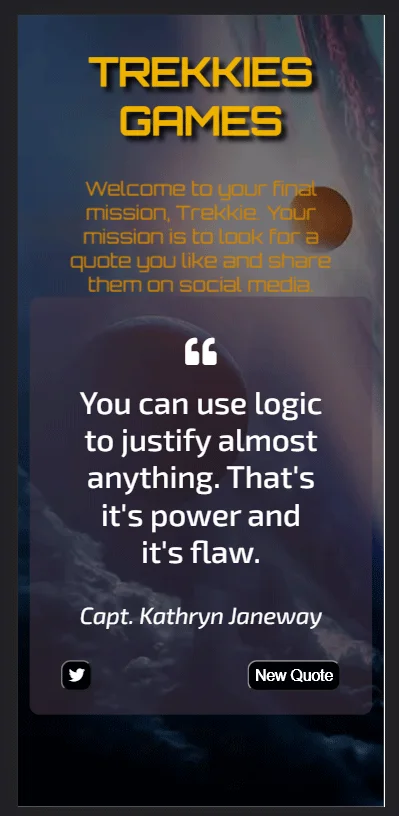 TREKKIES
GAMES
Welcome to your final
mission, Trekkie. Your
mission is to look for a
quote you like and share
them on social media.
“
You can use logic
to justify almost
anything. That's
it's power and
it's flaw.
Capt. Kathryn Janeway
New Quote